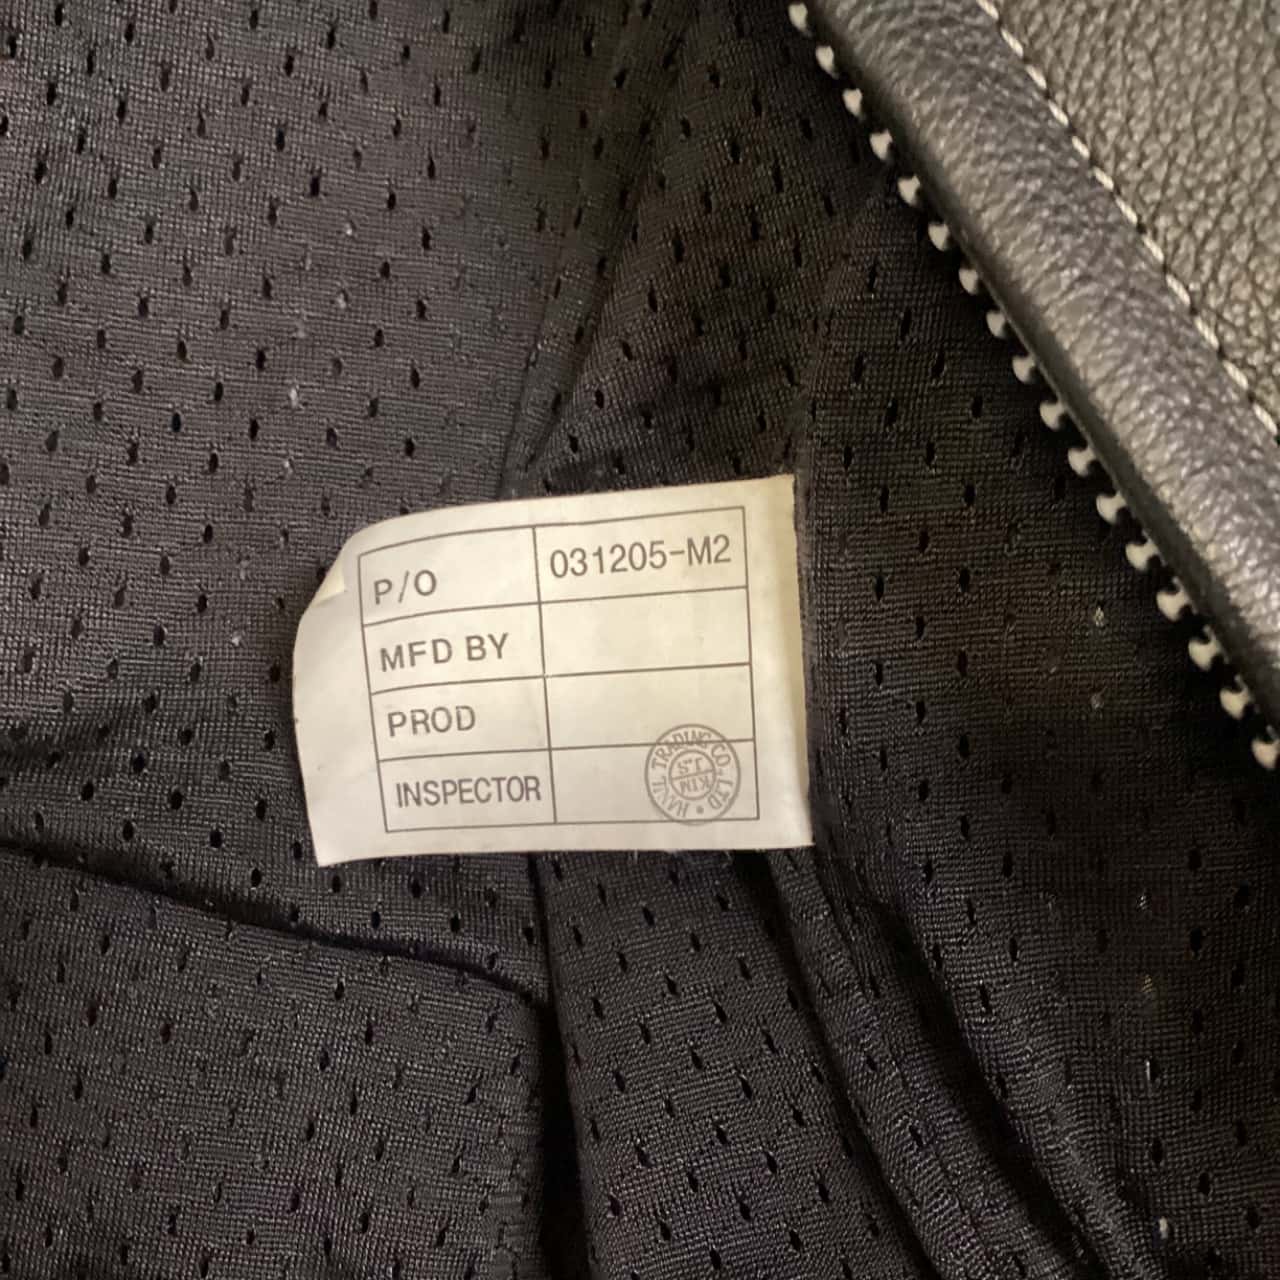 P/O 031205-M2
MFD BY
PROD
INSPECTOR
HANIL TRADING CO., LTD
J.S
KIM